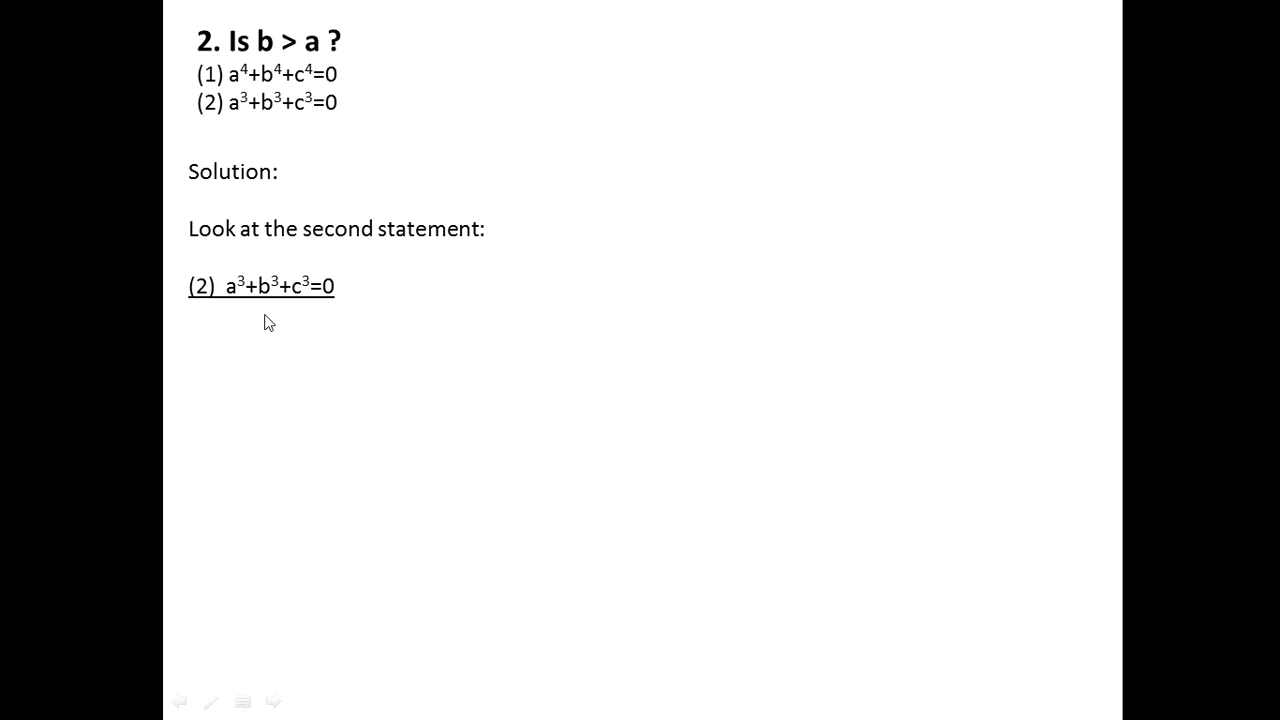 2. Is b > a ?
(1) a⁴+b⁴+c⁴=0
(2) a³+b³+c³=0
Solution:
Look at the second statement:
(2) a³+b³+c³=0